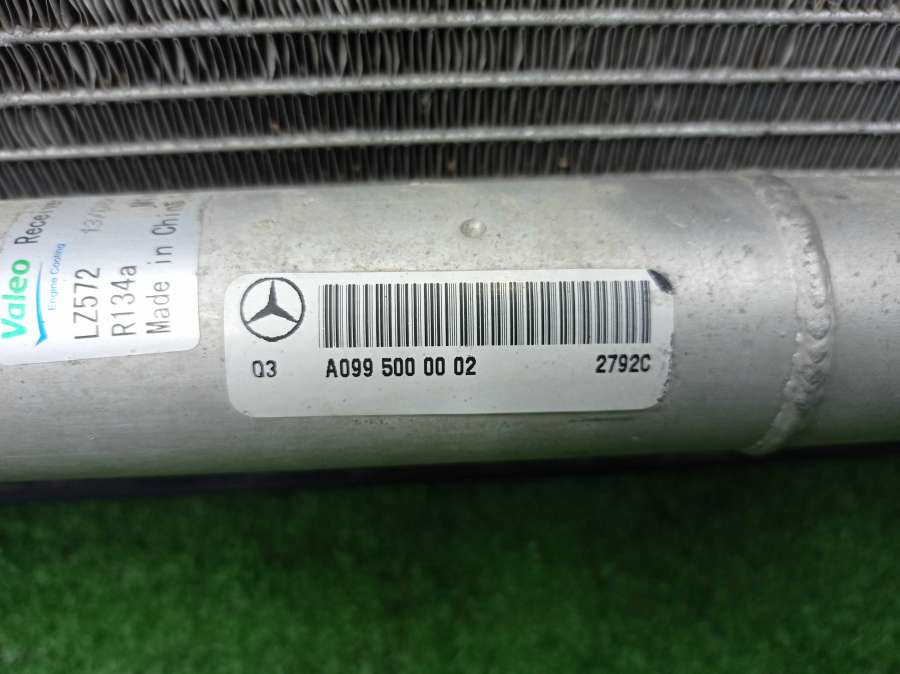 Valeo
Engine Cooling
LZ572
R134a
Made in China
Q3
A099 500 00 02
2792C